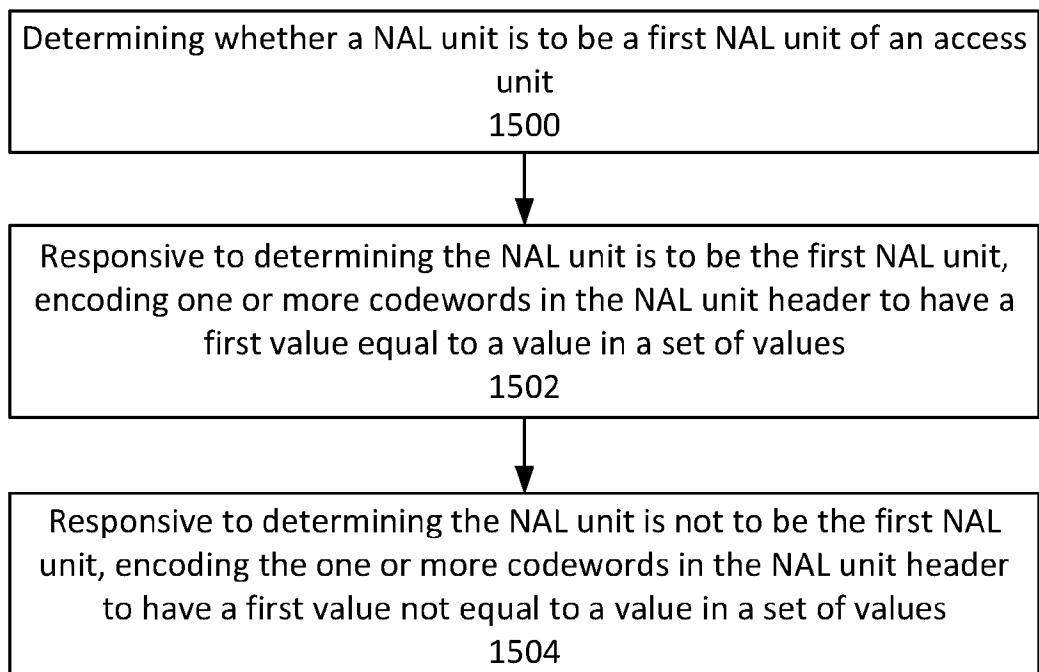 Determining whether a NAL unit is to be a first NAL unit of an access
unit
1500
Responsive to determining the NAL unit is to be the first NAL unit,
encoding one or more codewords in the NAL unit header to have a
first value equal to a value in a set of values
1502
Responsive to determining the NAL unit is not to be the first NAL
unit, encoding the one or more codewords in the NAL unit header
to have a first value not equal to a value in a set of values
1504